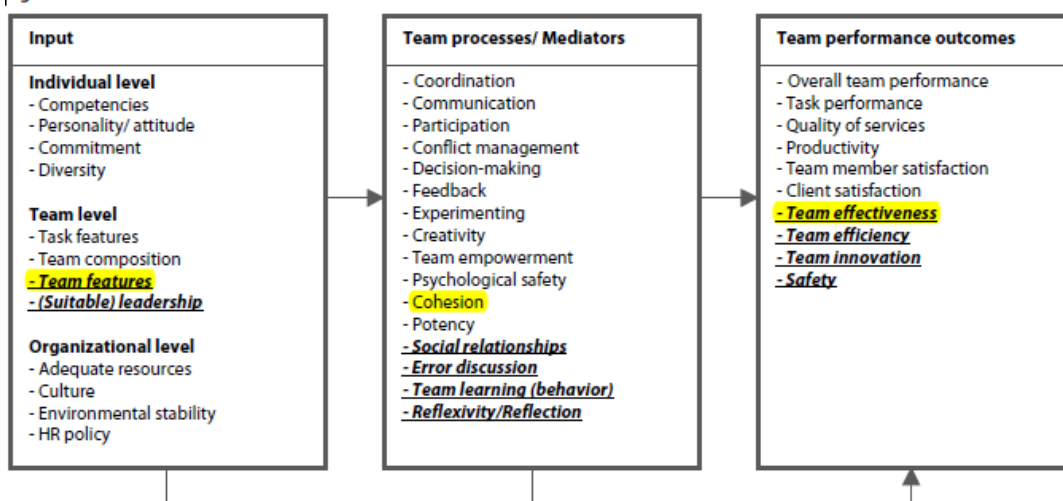 Input
Individual level
- Competencies
- Personality/ attitude
- Commitment
- Diversity
Team level
- Task features
- Team composition
- Team features
- (Suitable) leadership
Organizational level
- Adequate resources
- Culture
- Environmental stability
- HR policy
Team processes/ Mediators
- Coordination
- Communication
- Participation
- Conflict management
- Decision-making
- Feedback
- Experimenting
- Creativity
- Team empowerment
- Psychological safety
- Cohesion
- Potency
- Social relationships
- Error discussion
- Team learning (behavior)
- Reflexivity/Reflection
Team performance outcomes
- Overall team performance
- Task performance
- Quality of services
- Productivity
- Team member satisfaction
- Client satisfaction
- Team effectiveness
- Team efficiency
- Team innovation
- Safety